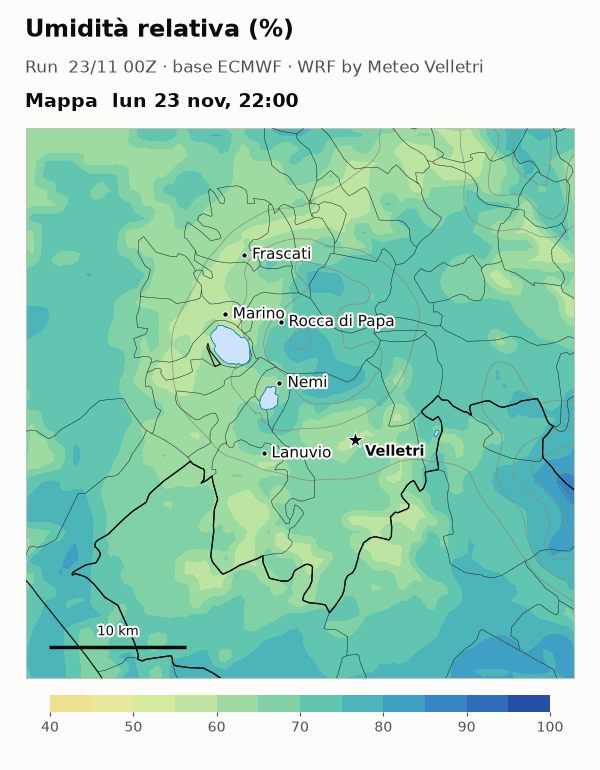 Umidità relativa (%)
Run  23/11 00Z · base ECMWF · WRF by Meteo Velletri
Mappa  lun 23 nov, 22:00
Frascati
Marino
Rocca di Papa
Nemi
Velletri
Lanuvio
10 km
40 50 60 70 80 90 100